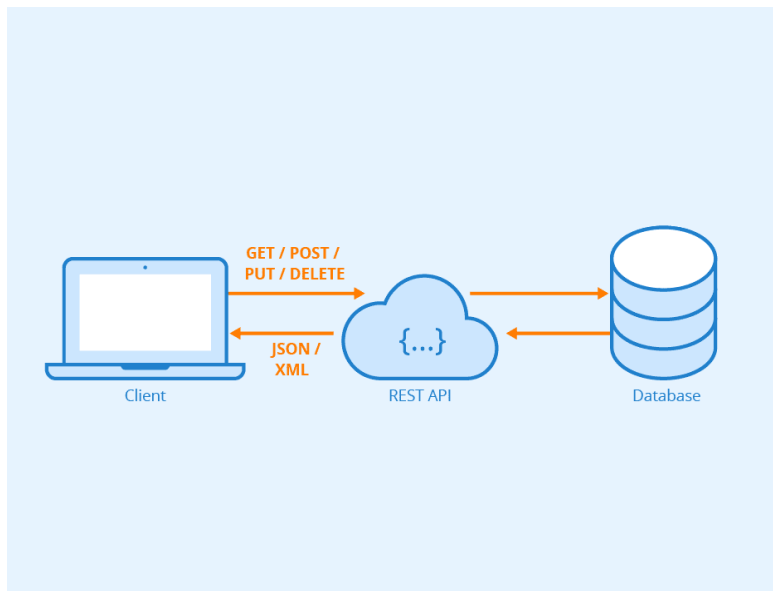 GET / POST /
PUT / DELETE
JSON /
XML
{...}
Client
REST API
Database